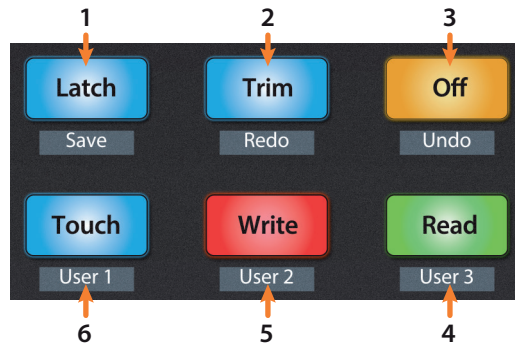 1 2 3
Latch Trim Off
Save Redo Undo
Touch Write Read
User 1 User 2 User 3
6 5 4